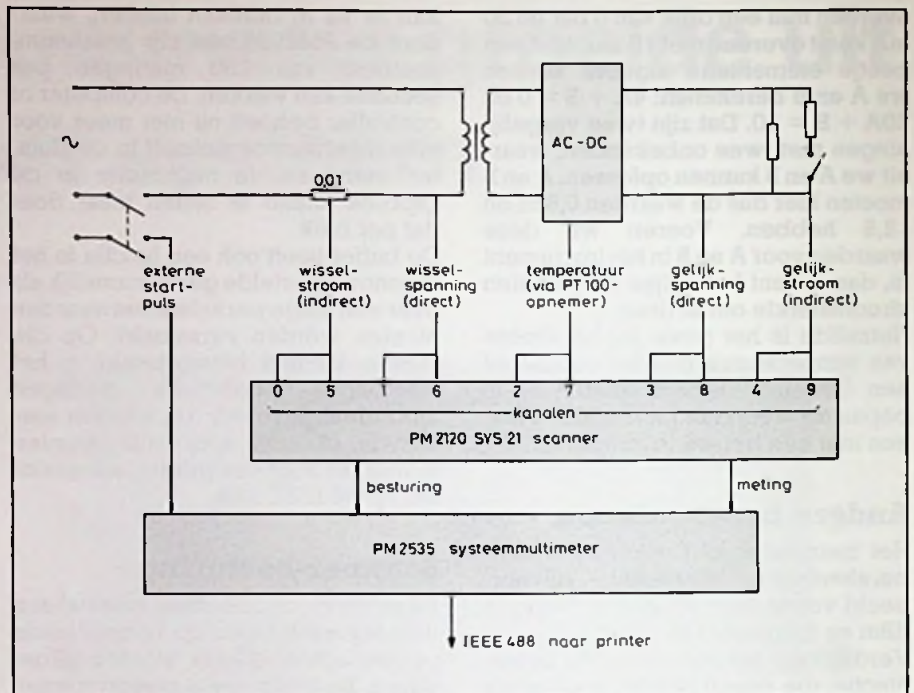 ~
0,01
AC-DC
externe
start-
puls
wissel-
stroom
(indirect)
wissel-
spanning
(direct)
temperatuur
(via PT100-
opnemer)
gelijk-
spanning
(direct)
gelijk-
stroom
(indirect)
0 5 1 6 2 7 3 8 4 9
kanalen
PM 2120 SYS 21 scanner
besturing
meting
PM 2535 systeemmultimeter
IEEE 488 naar printer